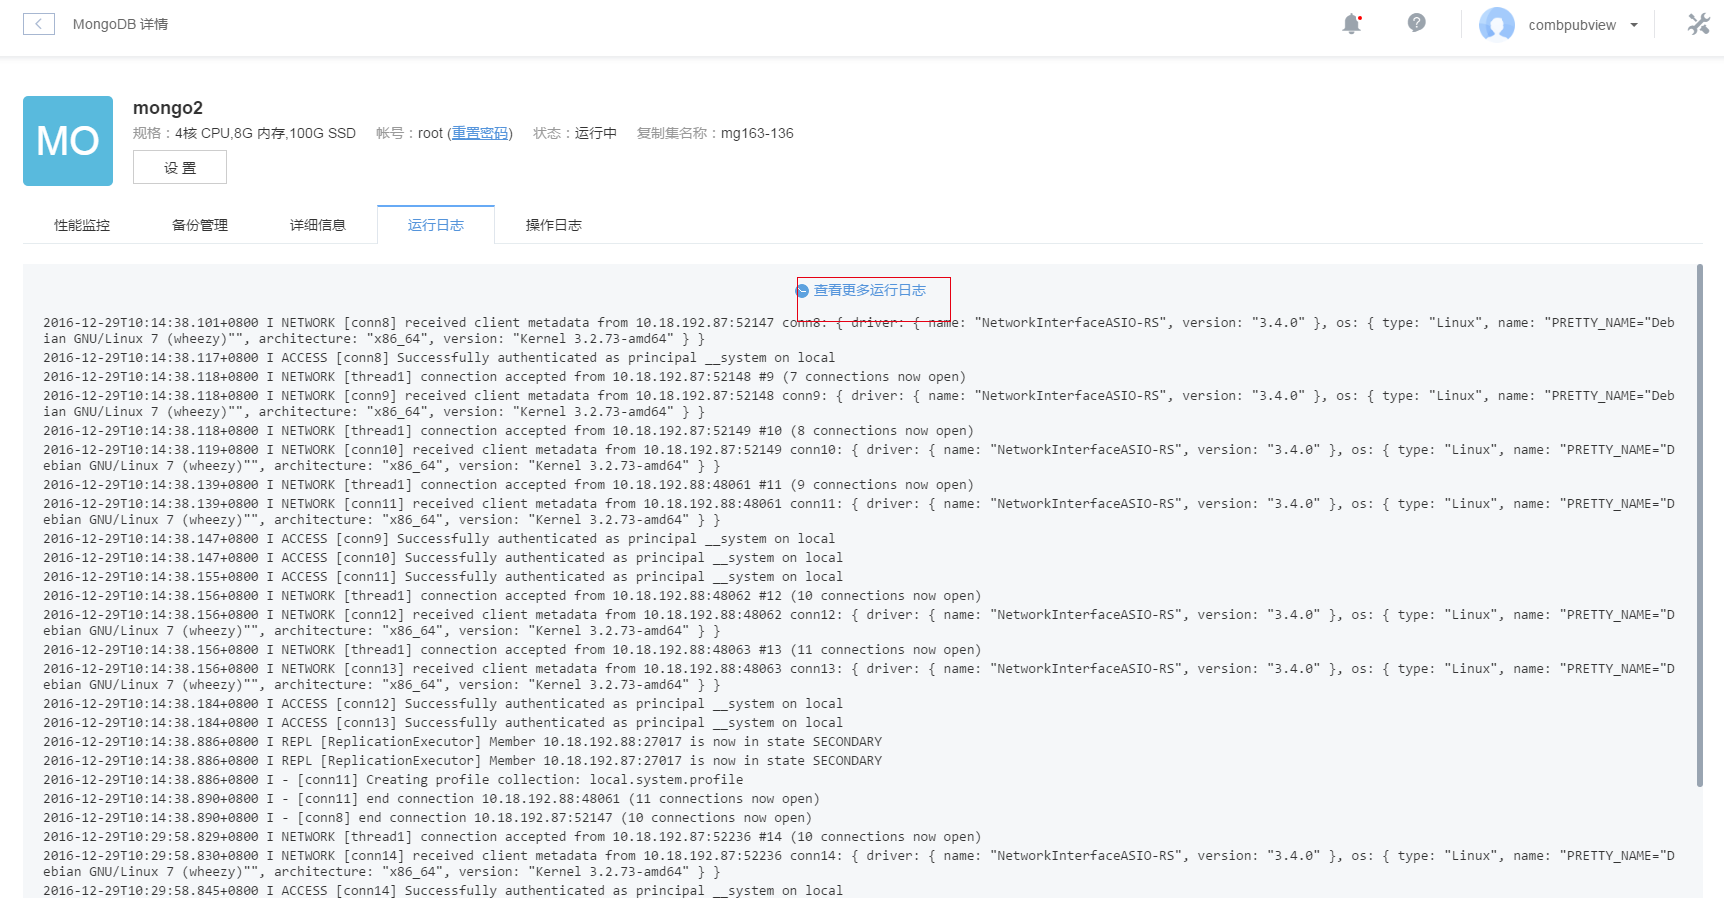 MongoDB 详情
combpubview
MO
mongo2
规格：4核 CPU,8G 内存,100G SSD 帐号：root (重置密码) 状态：运行中 复制集名称：mg163-136
设 置
性能监控 备份管理 详细信息 运行日志 操作日志
查看更多运行日志
2016-12-29T10:14:38.101+0800 I NETWORK [conn8] received client metadata from 10.18.192.87:52147 conn8: { driver: { name: "NetworkInterfaceASIO-RS", version: "3.4.0" }, os: { type: "Linux", name: "PRETTY_NAME="Deb
ian GNU/Linux 7 (wheezy)"", architecture: "x86_64", version: "Kernel 3.2.73-amd64" } }
2016-12-29T10:14:38.117+0800 I ACCESS [conn8] Successfully authenticated as principal __system on local
2016-12-29T10:14:38.118+0800 I NETWORK [thread1] connection accepted from 10.18.192.87:52148 #9 (7 connections now open)
2016-12-29T10:14:38.118+0800 I NETWORK [conn9] received client metadata from 10.18.192.87:52148 conn9: { driver: { name: "NetworkInterfaceASIO-RS", version: "3.4.0" }, os: { type: "Linux", name: "PRETTY_NAME="Deb
ian GNU/Linux 7 (wheezy)"", architecture: "x86_64", version: "Kernel 3.2.73-amd64" } }
2016-12-29T10:14:38.118+0800 I NETWORK [thread1] connection accepted from 10.18.192.87:52149 #10 (8 connections now open)
2016-12-29T10:14:38.119+0800 I NETWORK [conn10] received client metadata from 10.18.192.87:52149 conn10: { driver: { name: "NetworkInterfaceASIO-RS", version: "3.4.0" }, os: { type: "Linux", name: "PRETTY_NAME="D
ebian GNU/Linux 7 (wheezy)"", architecture: "x86_64", version: "Kernel 3.2.73-amd64" } }
2016-12-29T10:14:38.139+0800 I NETWORK [thread1] connection accepted from 10.18.192.88:48061 #11 (9 connections now open)
2016-12-29T10:14:38.139+0800 I NETWORK [conn11] received client metadata from 10.18.192.88:48061 conn11: { driver: { name: "NetworkInterfaceASIO-RS", version: "3.4.0" }, os: { type: "Linux", name: "PRETTY_NAME="D
ebian GNU/Linux 7 (wheezy)"", architecture: "x86_64", version: "Kernel 3.2.73-amd64" } }
2016-12-29T10:14:38.147+0800 I ACCESS [conn9] Successfully authenticated as principal __system on local
2016-12-29T10:14:38.147+0800 I ACCESS [conn10] Successfully authenticated as principal __system on local
2016-12-29T10:14:38.155+0800 I ACCESS [conn11] Successfully authenticated as principal __system on local
2016-12-29T10:14:38.156+0800 I NETWORK [thread1] connection accepted from 10.18.192.88:48062 #12 (10 connections now open)
2016-12-29T10:14:38.156+0800 I NETWORK [conn12] received client metadata from 10.18.192.88:48062 conn12: { driver: { name: "NetworkInterfaceASIO-RS", version: "3.4.0" }, os: { type: "Linux", name: "PRETTY_NAME="D
ebian GNU/Linux 7 (wheezy)"", architecture: "x86_64", version: "Kernel 3.2.73-amd64" } }
2016-12-29T10:14:38.156+0800 I NETWORK [thread1] connection accepted from 10.18.192.88:48063 #13 (11 connections now open)
2016-12-29T10:14:38.156+0800 I NETWORK [conn13] received client metadata from 10.18.192.88:48063 conn13: { driver: { name: "NetworkInterfaceASIO-RS", version: "3.4.0" }, os: { type: "Linux", name: "PRETTY_NAME="D
ebian GNU/Linux 7 (wheezy)"", architecture: "x86_64", version: "Kernel 3.2.73-amd64" } }
2016-12-29T10:14:38.184+0800 I ACCESS [conn12] Successfully authenticated as principal __system on local
2016-12-29T10:14:38.184+0800 I ACCESS [conn13] Successfully authenticated as principal __system on local
2016-12-29T10:14:38.886+0800 I REPL [ReplicationExecutor] Member 10.18.192.88:27017 is now in state SECONDARY
2016-12-29T10:14:38.886+0800 I REPL [ReplicationExecutor] Member 10.18.192.87:27017 is now in state SECONDARY
2016-12-29T10:14:38.886+0800 I - [conn11] Creating profile collection: local.system.profile
2016-12-29T10:14:38.890+0800 I - [conn11] end connection 10.18.192.88:48061 (11 connections now open)
2016-12-29T10:14:38.890+0800 I - [conn8] end connection 10.18.192.87:52147 (10 connections now open)
2016-12-29T10:29:58.829+0800 I NETWORK [thread1] connection accepted from 10.18.192.87:52236 #14 (10 connections now open)
2016-12-29T10:29:58.830+0800 I NETWORK [conn14] received client metadata from 10.18.192.87:52236 conn14: { driver: { name: "NetworkInterfaceASIO-RS", version: "3.4.0" }, os: { type: "Linux", name: "PRETTY_NAME="D
ebian GNU/Linux 7 (wheezy)"", architecture: "x86_64", version: "Kernel 3.2.73-amd64" } }
2016-12-29T10:29:58.845+0800 I ACCESS [conn14] Successfully authenticated as principal __system on local